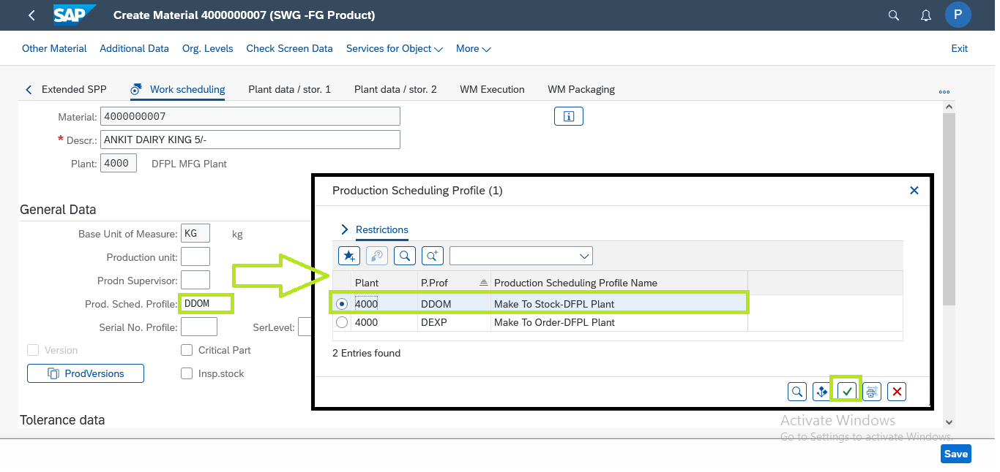 SAP Create Material 4000000007 (SWG -FG Product) P
Other Material Additional Data Org. Levels Check Screen Data Services for Object More Exit
Extended SPP Work scheduling Plant data / stor. 1 Plant data / stor. 2 WM Execution WM Packaging
Material: 4000000007
* Descr.: ANKIT DAIRY KING 5/-
Plant: 4000 DFPL MFG Plant
General Data
Base Unit of Measure: KG kg
Production unit:
Prodn Supervisor:
Prod. Sched. Profile: DDOM
Serial No. Profile: SerLevel:
Version Critical Part
ProdVersions Insp.stock
Tolerance data
Production Scheduling Profile (1)
Restrictions
Plant P.Prof Production Scheduling Profile Name
4000 DDOM Make To Stock-DFPL Plant
4000 DEXP Make To Order-DFPL Plant
2 Entries found
Activate Windows
Go to Settings to activate Windows.
Save